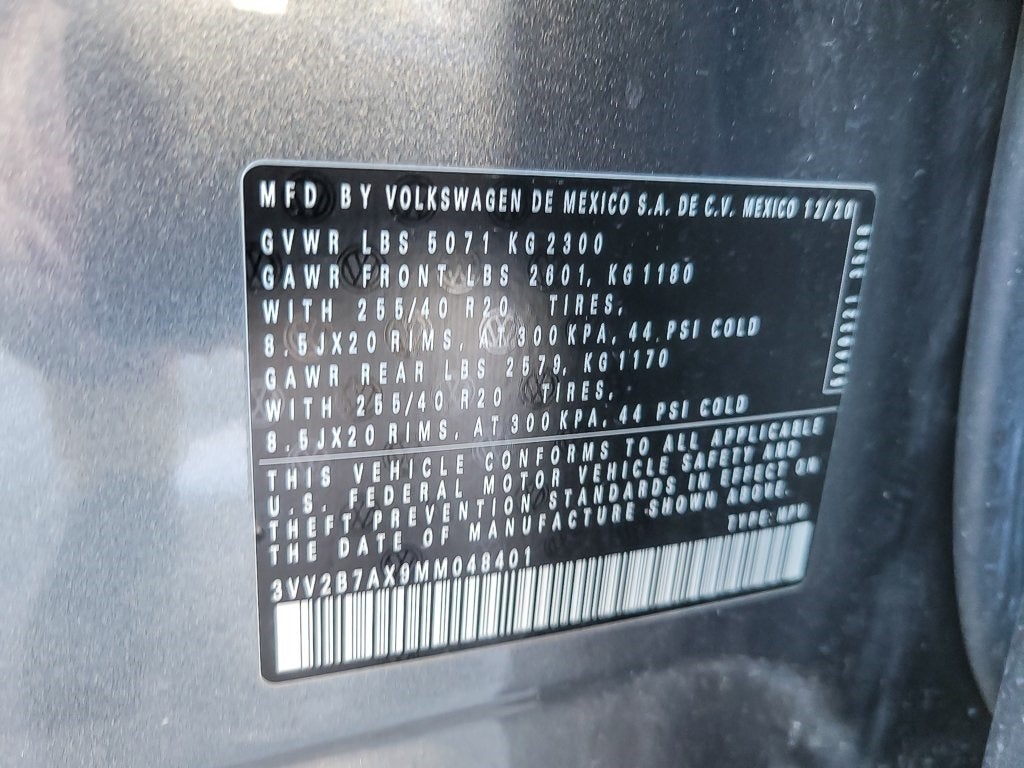 MFD BY VOLKSWAGEN DE MEXICO S.A. DE C.V. MEXICO 12/20
GVWR LBS 5071 KG 2300
GAWR FRONT LBS 2601, KG 1180
WITH 255/40 R20 TIRES,
8,5JX20 RIMS, AT 300 KPA, 44 PSI COLD
GAWR REAR LBS 2579, KG 1170
WITH 255/40 R20 TIRES,
8,5JX20 RIMS, AT 300 KPA, 44 PSI COLD
THIS VEHICLE CONFORMS TO ALL APPLICABLE
U.S. FEDERAL MOTOR VEHICLE SAFETY AND
THEFT PREVENTION STANDARDS IN EFFECT ON
THE DATE OF MANUFACTURE SHOWN ABOVE.
TYPE: MPV
3VV2B7AX9MM048401